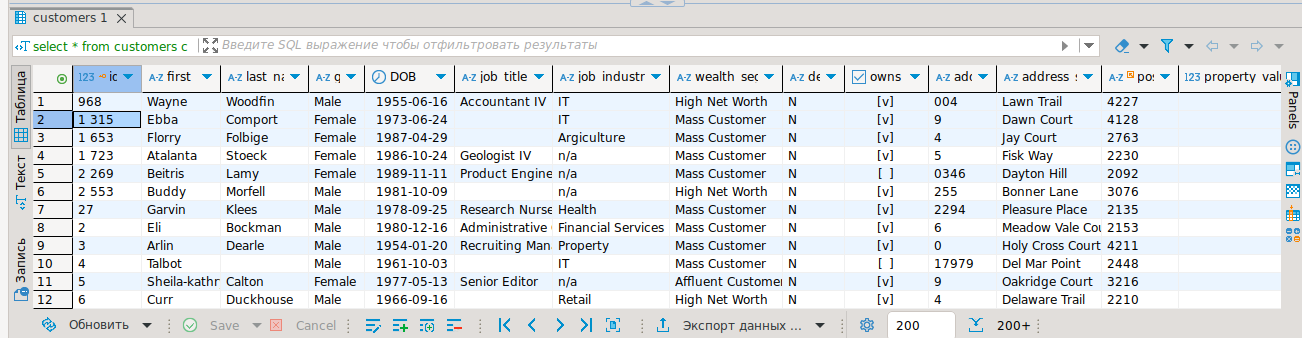 customers 1
select * from customers c Введите SQL выражение чтобы отфильтровать результаты
Таблица
Текст
Запись
Panels
123 ic A-Z first A-Z last_na A-Z g DOB A-Z job_title A-Z job_industr A-Z wealth_seg A-Z de owns A-Z adc A-Z address_s A-Z pos 123 property_valu
1 968 Wayne Woodfin Male 1955-06-16 Accountant IV IT High Net Worth N [v] 004 Lawn Trail 4227
2 1 315 Ebba Comport Female 1973-06-24 IT Mass Customer N [v] 9 Dawn Court 4128
3 1 653 Florry Folbige Female 1987-04-29 Argiculture Mass Customer N [v] 4 Jay Court 2763
4 1 723 Atalanta Stoeck Female 1986-10-24 Geologist IV n/a Mass Customer N [v] 5 Fisk Way 2230
5 2 269 Beitris Lamy Female 1989-11-11 Product Engine n/a Mass Customer N [ ] 0346 Dayton Hill 2092
6 2 553 Buddy Morfell Male 1981-10-09 n/a High Net Worth N [v] 255 Bonner Lane 3076
7 27 Garvin Klees Male 1978-09-25 Research Nurse Health Mass Customer N [v] 2294 Pleasure Place 2135
8 2 Eli Bockman Male 1980-12-16 Administrative Financial Services Mass Customer N [v] 6 Meadow Vale Cou 2153
9 3 Arlin Dearle Male 1954-01-20 Recruiting Man Property Mass Customer N [v] 0 Holy Cross Court 4211
10 4 Talbot Male 1961-10-03 IT Mass Customer N [ ] 17979 Del Mar Point 2448
11 5 Sheila-kathr Calton Female 1977-05-13 Senior Editor n/a Affluent Customer N [v] 9 Oakridge Court 3216
12 6 Curr Duckhouse Male 1966-09-16 Retail High Net Worth N [v] 4 Delaware Trail 2210
Обновить Save Cancel Экспорт данных ... 200 200+